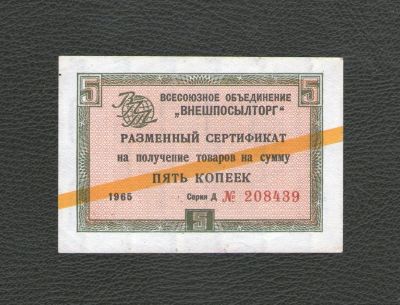 5 5
ВПТ
ВСЕСОЮЗНОЕ ОБЪЕДИНЕНИЕ
„ВНЕШПОСЫЛТОРГ"
РАЗМЕННЫЙ СЕРТИФИКАТ
на получение товаров на сумму
ПЯТЬ КОПЕЕК
1965 Серия Д № 208439
5